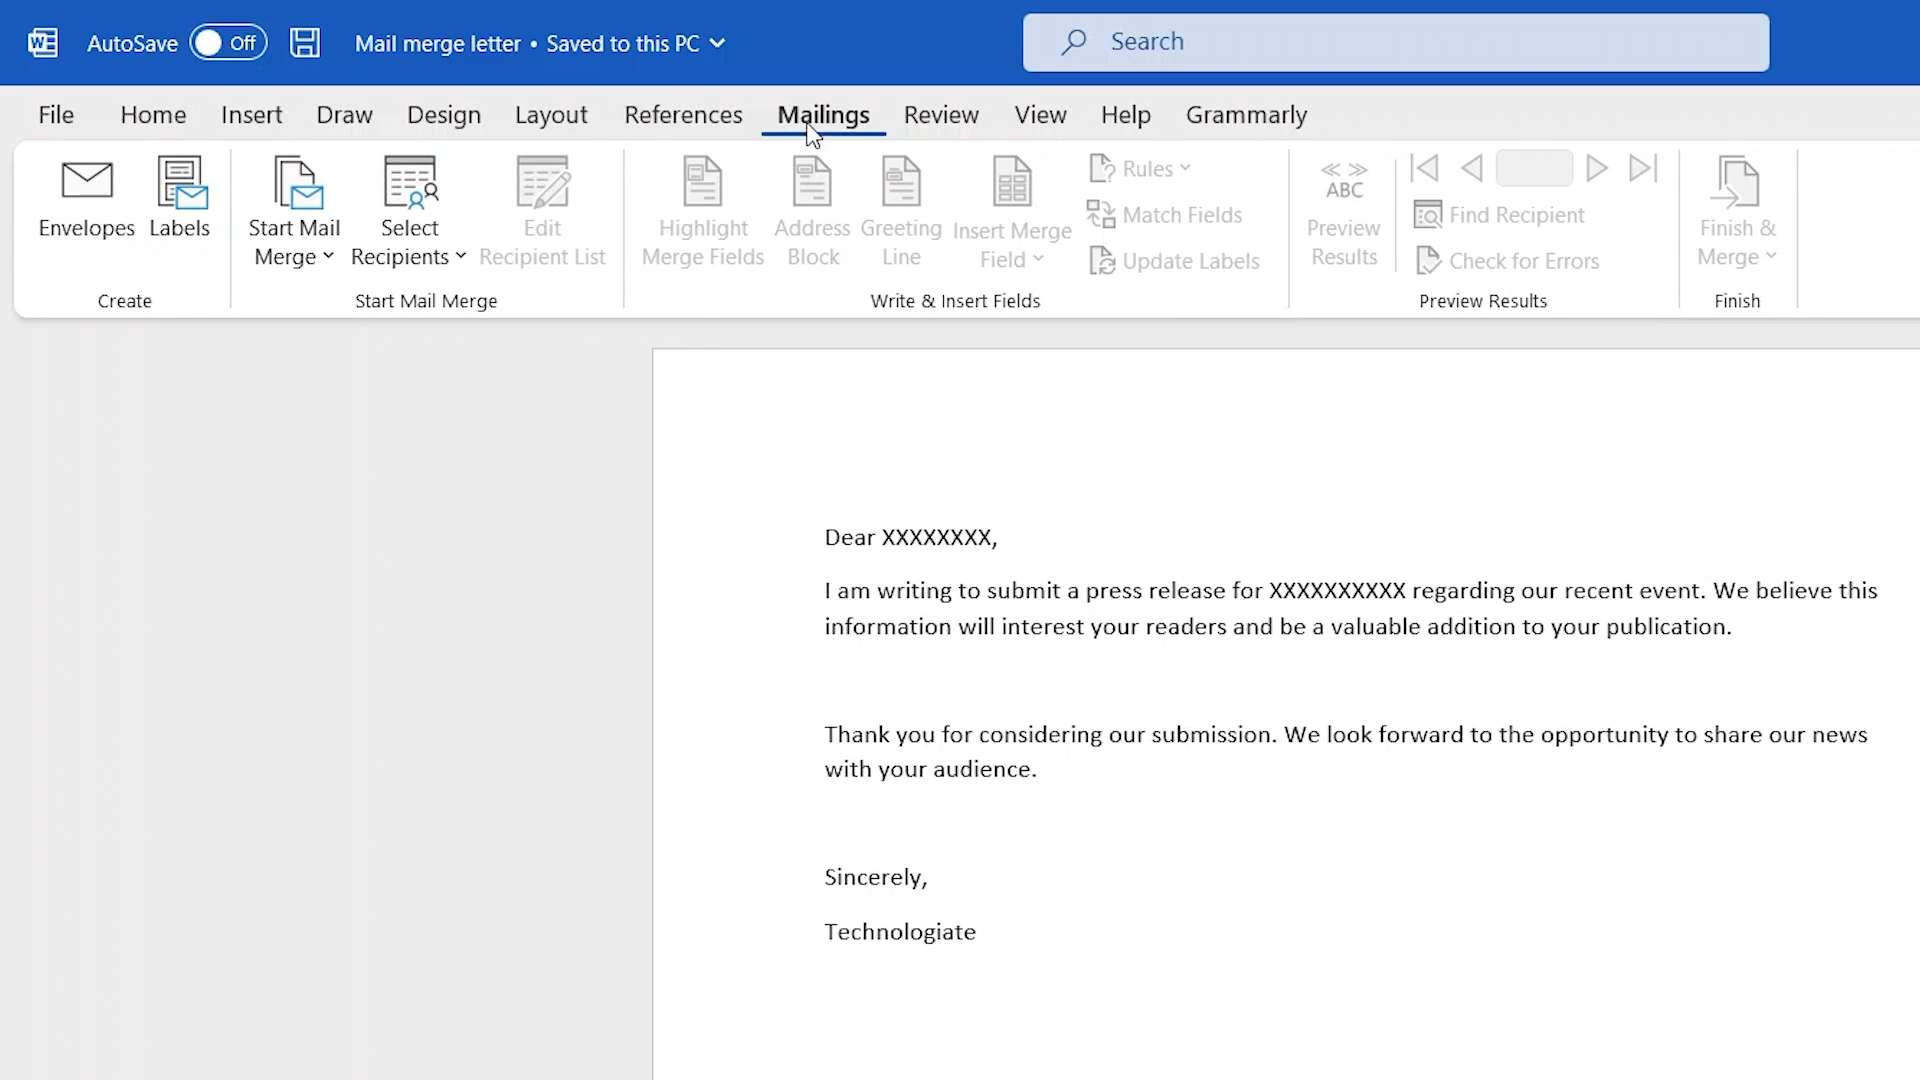 AutoSave Off Mail merge letter • Saved to this PC Search
File Home Insert Draw Design Layout References Mailings Review View Help Grammarly
Envelopes
Labels
Create
Start Mail
Merge
Select
Recipients
Edit
Recipient List
Start Mail Merge
Highlight
Merge Fields
Address
Block
Greeting
Line
Insert Merge
Field
Rules
Match Fields
Update Labels
Write & Insert Fields
ABC
Preview
Results
Find Recipient
Check for Errors
Preview Results
Finish &
Merge
Finish
Dear XXXXXXXX,
I am writing to submit a press release for XXXXXXXXXX regarding our recent event. We believe this
information will interest your readers and be a valuable addition to your publication.
Thank you for considering our submission. We look forward to the opportunity to share our news
with your audience.
Sincerely,
Technologiate